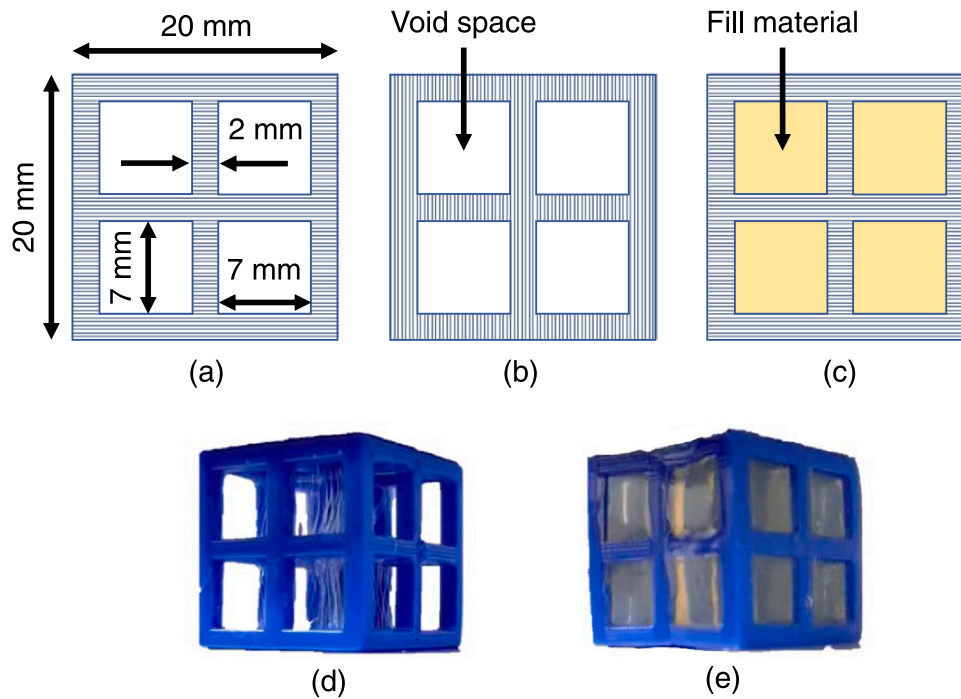 20 mm
Void space
Fill material
20 mm
2 mm
7 mm
7 mm
(a)
(b)
(c)
(d)
(e)